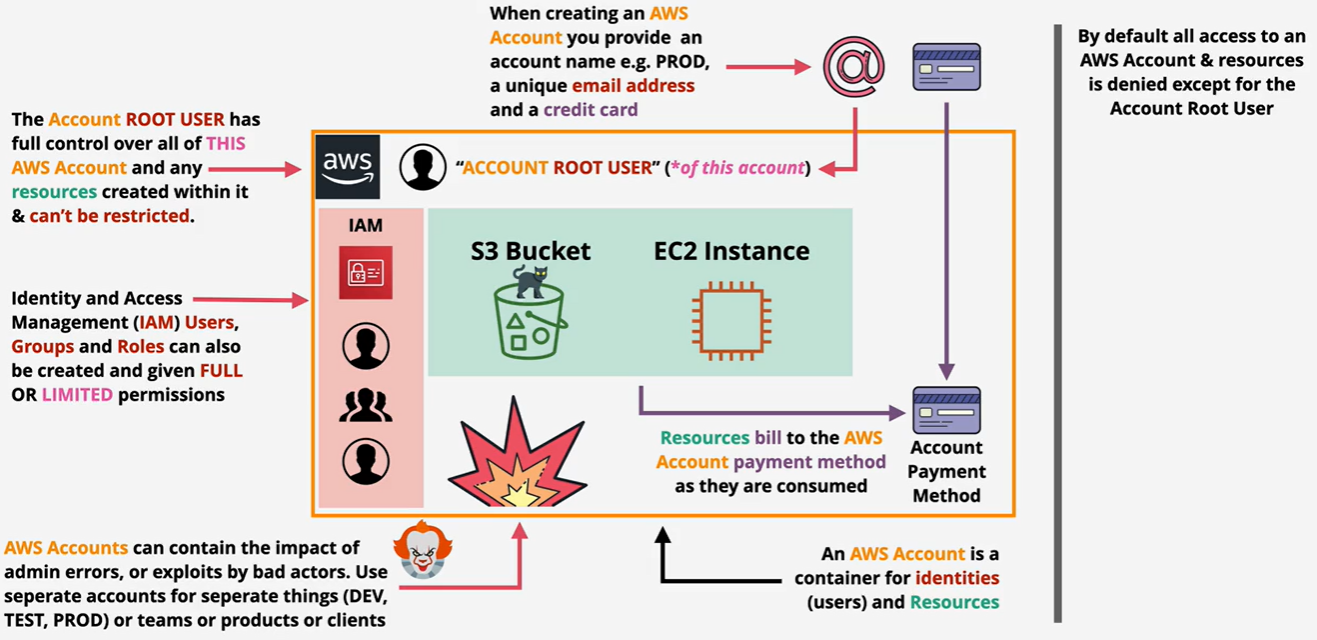 When creating an AWS
Account you provide an
account name e.g. PROD,
a unique email address
and a credit card
@
By default all access to an
AWS Account & resources
is denied except for the
Account Root User
The Account ROOT USER has
full control over all of THIS
AWS Account and any
resources created within it
& can't be restricted.
aws
“ACCOUNT ROOT USER” (*of this account)
IAM
S3 Bucket
EC2 Instance
Identity and Access
Management (IAM) Users,
Groups and Roles can also
be created and given FULL
OR LIMITED permissions
Resources bill to the AWS
Account payment method
as they are consumed
Account
Payment
Method
AWS Accounts can contain the impact of
admin errors, or exploits by bad actors. Use
seperate accounts for seperate things (DEV,
TEST, PROD) or teams or products or clients
An AWS Account is a
container for identities
(users) and Resources